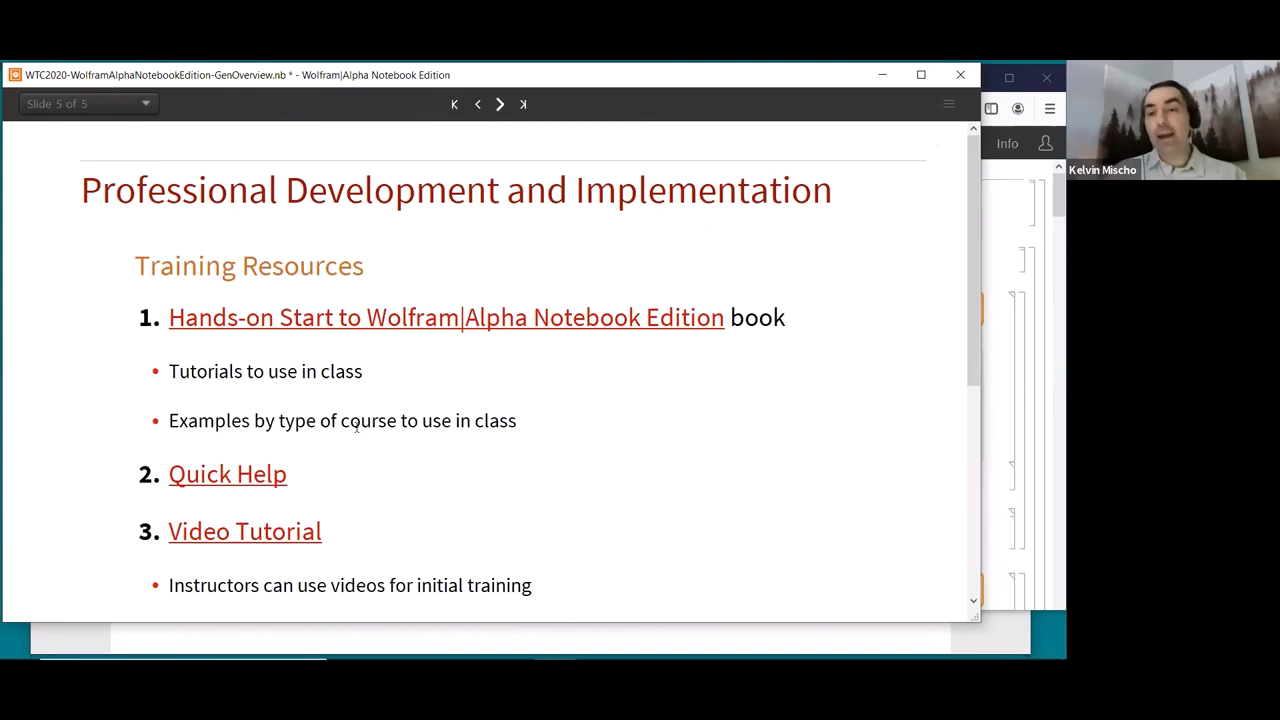 WTC2020-WolframAlphaNotebookEdition-GenOverview.nb * - Wolfram|Alpha Notebook Edition
Slide 5 of 5
Info
Kelvin Mischo
Professional Development and Implementation
Training Resources
1. Hands-on Start to Wolfram|Alpha Notebook Edition book
• Tutorials to use in class
• Examples by type of course to use in class
2. Quick Help
3. Video Tutorial
• Instructors can use videos for initial training